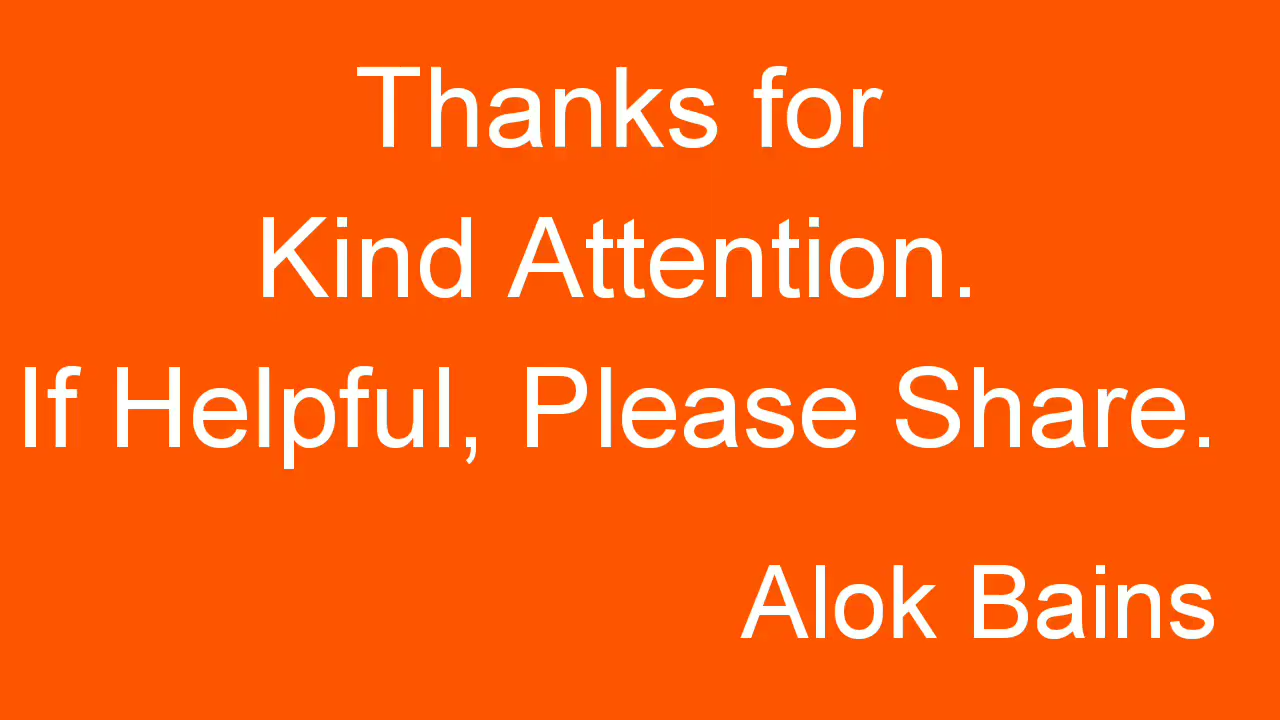 Thanks for
Kind Attention.
If Helpful, Please Share.
Alok Bains